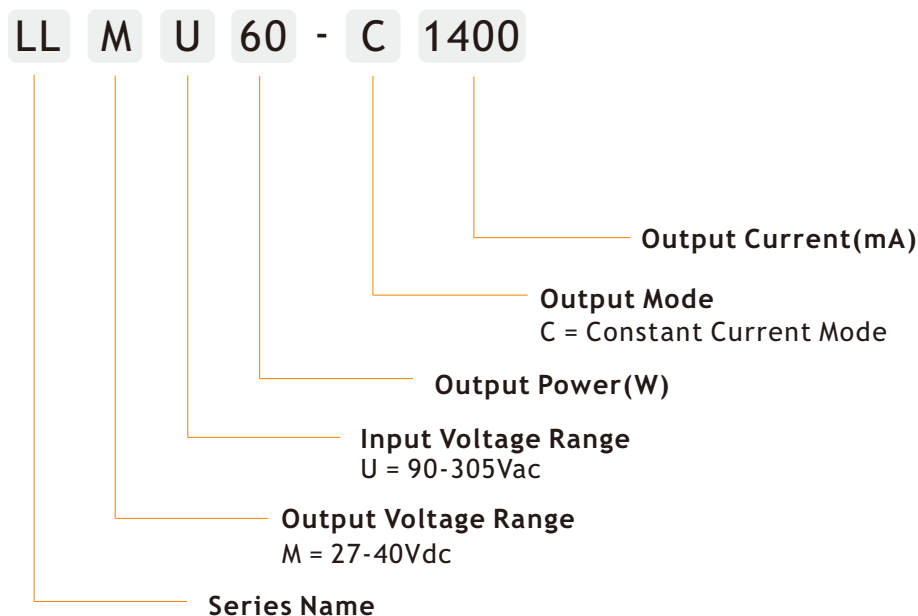 LL M U 60 - C 1400
Output Current(mA)
Output Mode
C = Constant Current Mode
Output Power(W)
Input Voltage Range
U = 90-305Vac
Output Voltage Range
M = 27-40Vdc
Series Name